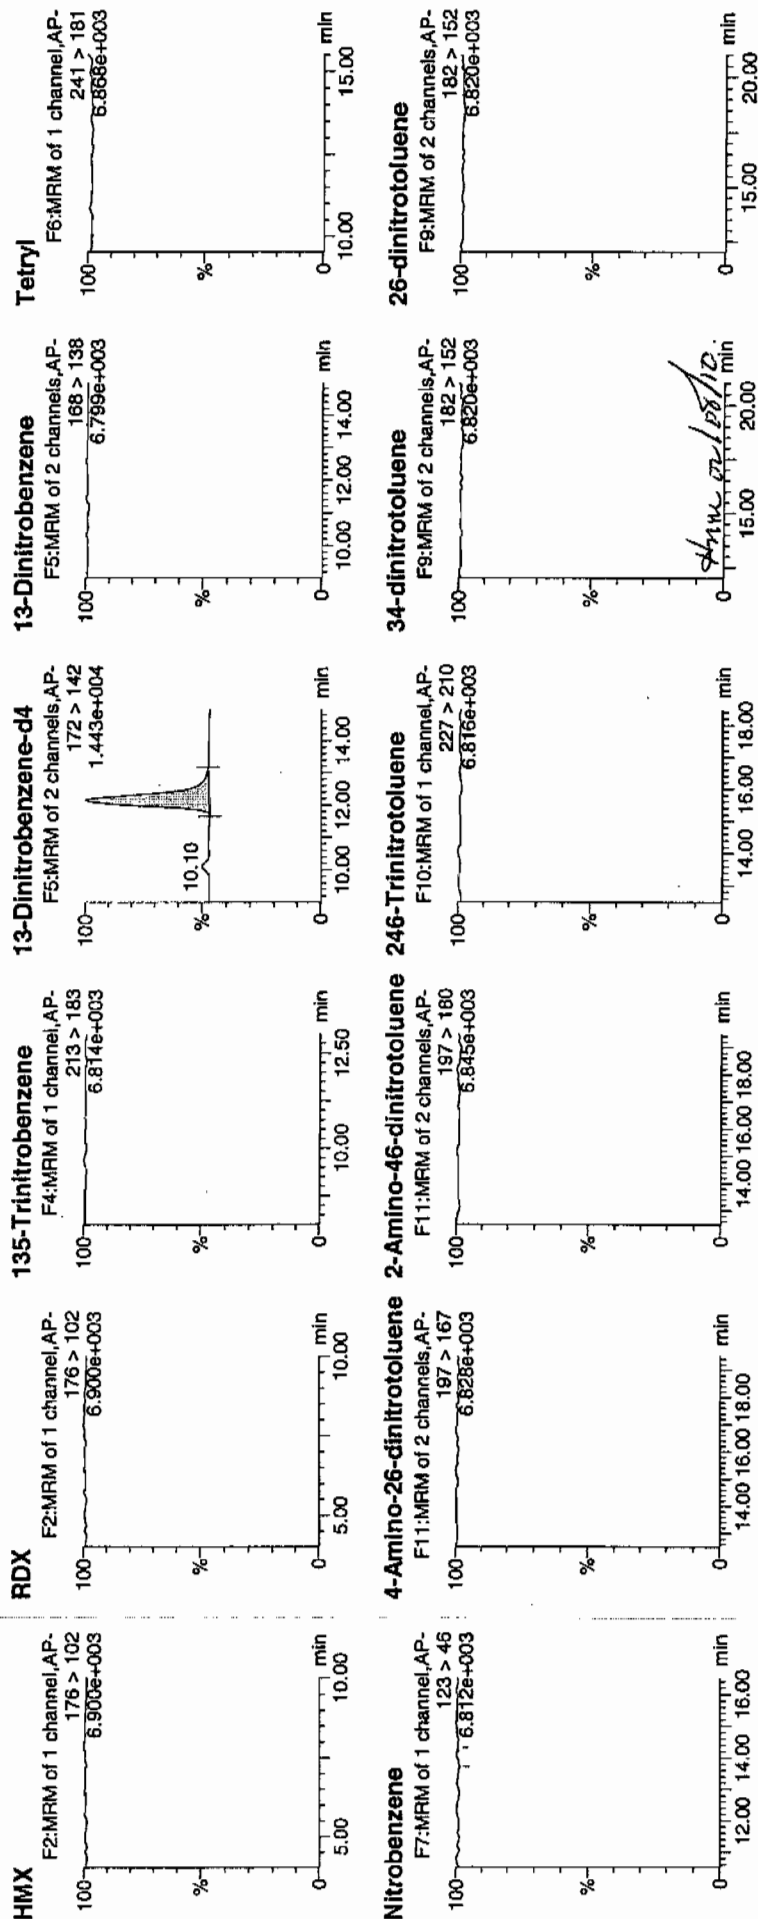 HMX
F2:MRM of 1 channel,AP-
176 > 102
6.900e+003
100
%
0
5.00 10.00 min
RDX
F2:MRM of 1 channel,AP-
176 > 102
6.900e+003
100
%
0
5.00 10.00 min
135-Trinitrobenzene
F4:MRM of 1 channel,AP-
213 > 183
6.814e+003
100
%
0
10.00 12.50 min
13-Dinitrobenzene-d4
F5:MRM of 2 channels,AP-
172 > 142
1.443e+004
100
%
10.10
0
10.00 12.00 14.00 min
13-Dinitrobenzene
F5:MRM of 2 channels,AP-
168 > 138
6.799e+003
100
%
0
10.00 12.00 14.00 min
Tetryl
F6:MRM of 1 channel,AP-
241 > 181
6.868e+003
100
%
0
10.00 15.00 min
Nitrobenzene
F7:MRM of 1 channel,AP-
123 > 46
6.812e+003
100
%
0
12.00 14.00 16.00 min
4-Amino-26-dinitrotoluene
F11:MRM of 2 channels,AP-
197 > 167
6.828e+003
100
%
0
14.00 16.00 18.00 min
2-Amino-46-dinitrotoluene
F11:MRM of 2 channels,AP-
197 > 180
6.845e+003
100
%
0
14.00 16.00 18.00 min
246-Trinitrotoluene
F10:MRM of 1 channel,AP-
227 > 210
6.816e+003
100
%
0
14.00 16.00 18.00 min
34-dinitrotoluene
F9:MRM of 2 channels,AP-
182 > 152
6.820e+003
100
%
0
15.00 20.00 min
26-dinitrotoluene
F9:MRM of 2 channels,AP-
182 > 152
6.820e+003
100
%
0
15.00 20.00 min